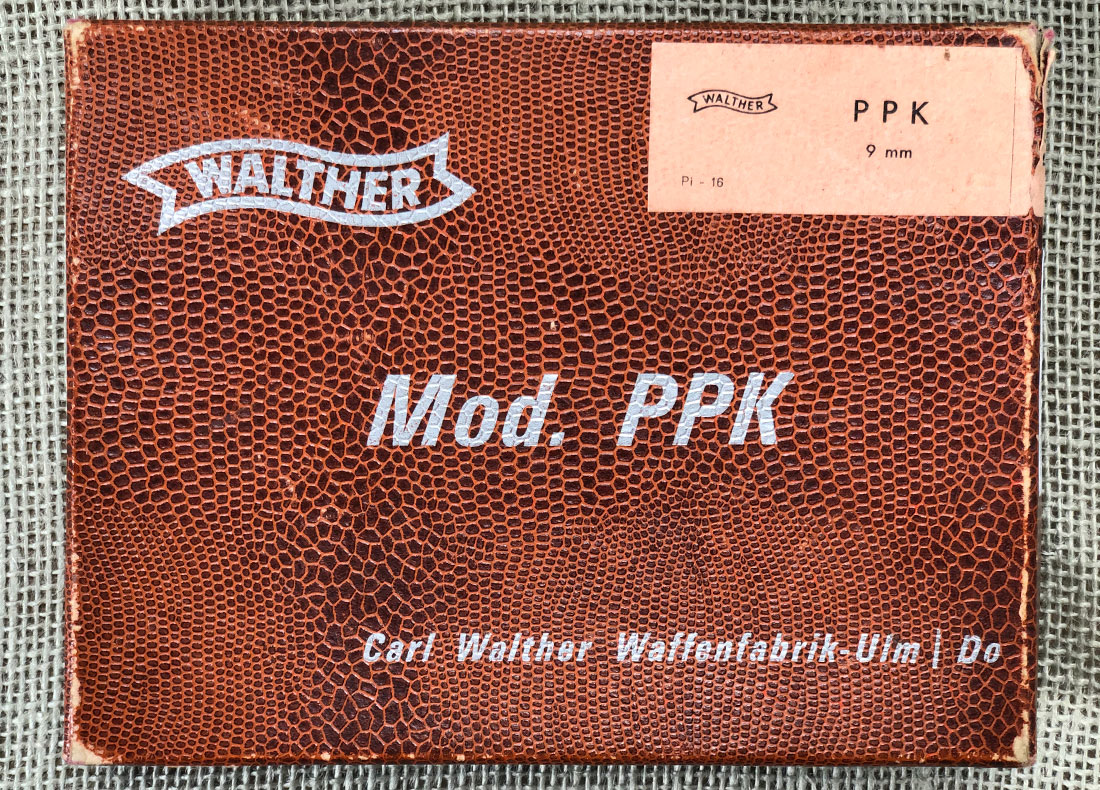 WALTHER
PPK
9 mm
Pi - 16
WALTHER
Mod. PPK
Carl Walther Waffenfabrik-Ulm | Do